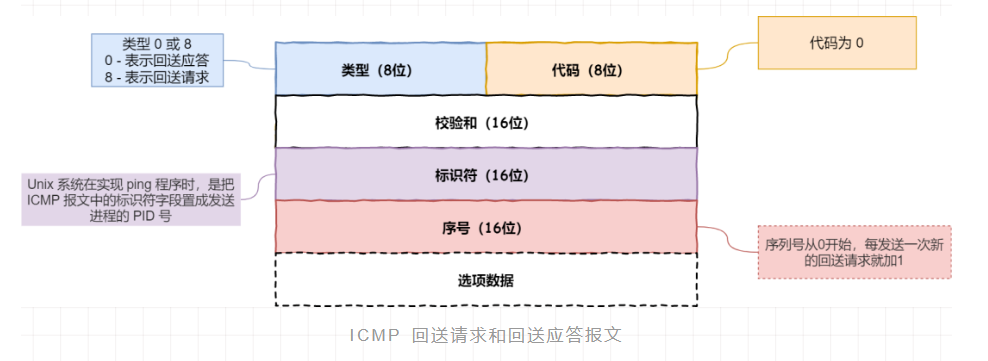 类型 0 或 8
0 - 表示回送应答
8 - 表示回送请求
类型（8位）
代码（8位）
代码为 0
校验和（16位）
Unix 系统在实现 ping 程序时，是把
ICMP 报文中的标识符字段置成发送
进程的 PID 号
标识符（16位）
序号（16位）
序列号从0开始，每发送一次新
的回送请求就加1
选项数据
ICMP 回送请求和回送应答报文